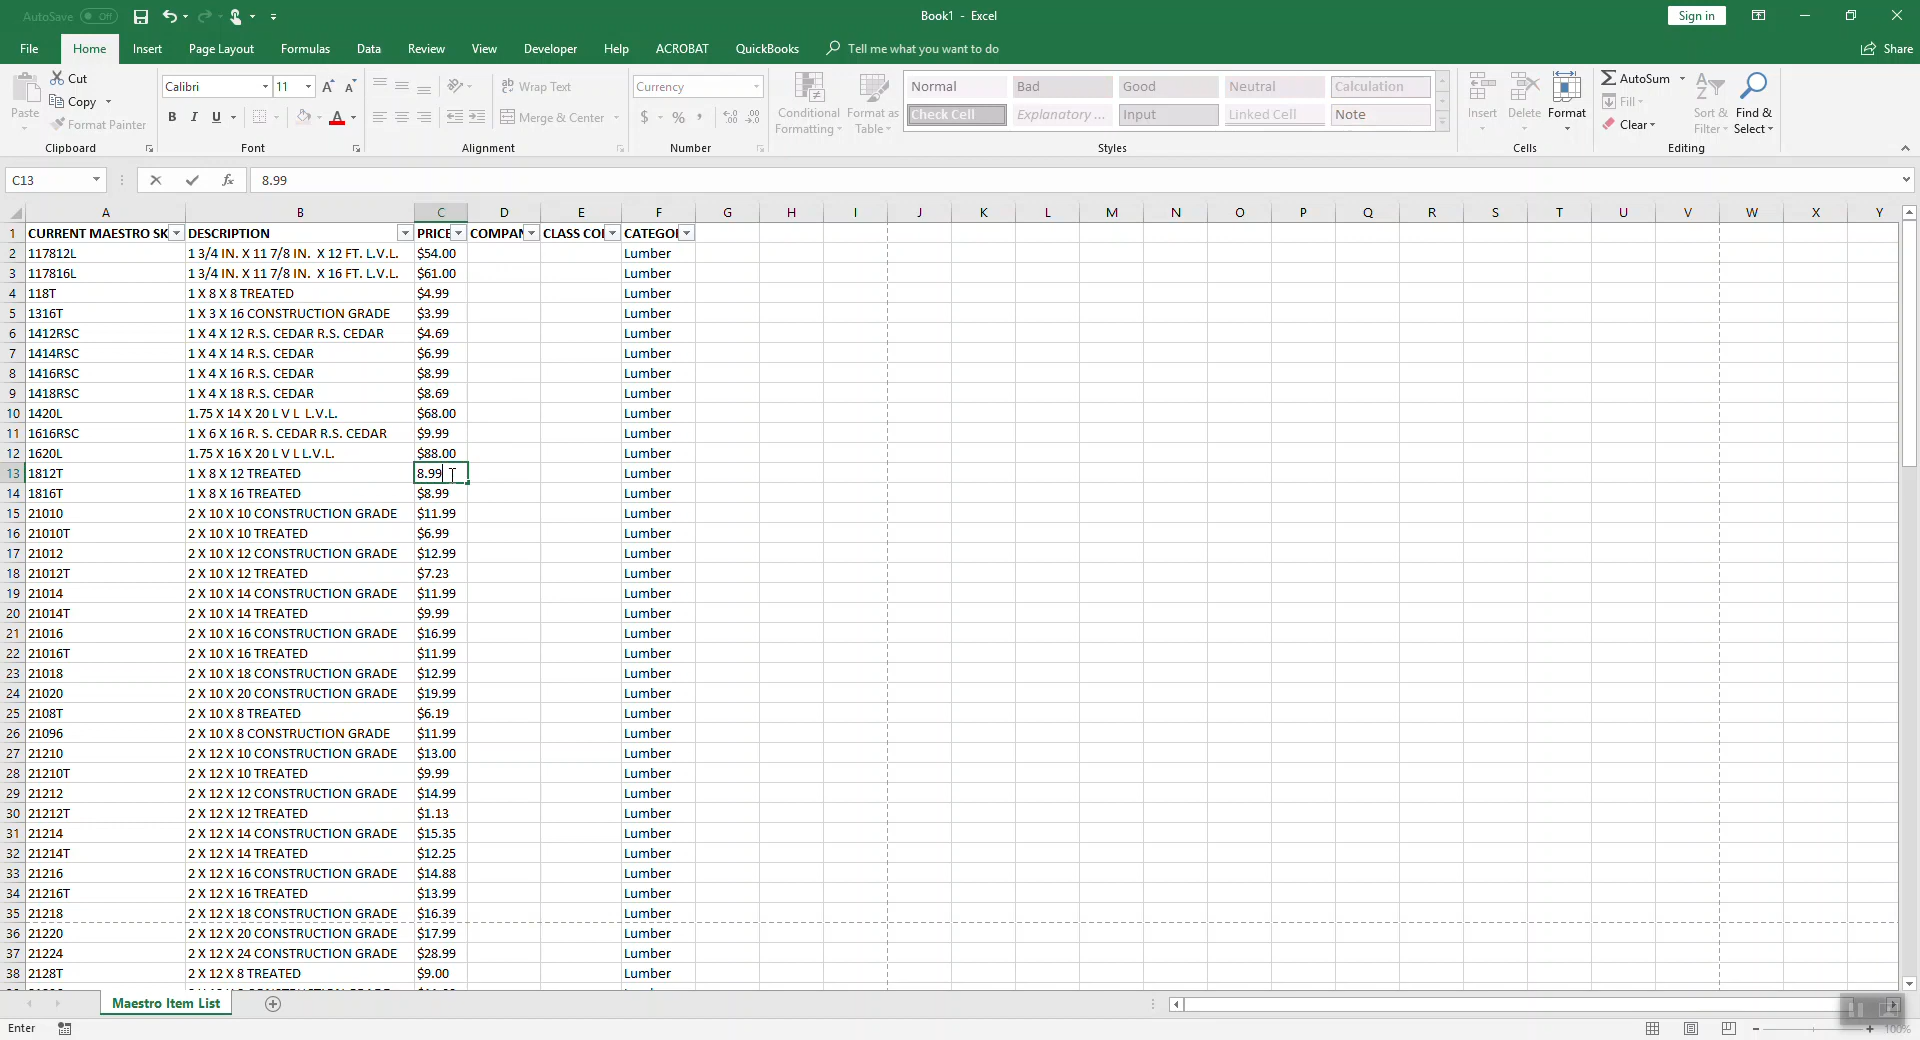 AutoSave Off
Book1 - Excel
Sign in
File Home Insert Page Layout Formulas Data Review View Developer Help ACROBAT QuickBooks Tell me what you want to do Share
Paste
Cut
Copy
Format Painter
Clipboard
Calibri 11
B I U
Font
Wrap Text
Merge & Center
Alignment
Currency
$ % ,
Number
Conditional Formatting
Format as Table
Normal Bad Good Neutral Calculation
Check Cell Explanatory ... Input Linked Cell Note
Styles
Insert Delete Format
Cells
AutoSum
Fill
Clear
Sort & Filter
Find & Select
Editing
C13 fx 8.99
A B C D E F G H I J K L M N O P Q R S T U V W X Y
1 CURRENT MAESTRO SK DESCRIPTION PRICE COMPAN CLASS COI CATEGOI
2 117812L 1 3/4 IN. X 11 7/8 IN. X 12 FT. L.V.L. $54.00 Lumber
3 117816L 1 3/4 IN. X 11 7/8 IN. X 16 FT. L.V.L. $61.00 Lumber
4 118T 1 X 8 X 8 TREATED $4.99 Lumber
5 1316T 1 X 3 X 16 CONSTRUCTION GRADE $3.99 Lumber
6 1412RSC 1 X 4 X 12 R.S. CEDAR R.S. CEDAR $4.69 Lumber
7 1414RSC 1 X 4 X 14 R.S. CEDAR $6.99 Lumber
8 1416RSC 1 X 4 X 16 R.S. CEDAR $8.99 Lumber
9 1418RSC 1 X 4 X 18 R.S. CEDAR $8.69 Lumber
10 1420L 1.75 X 14 X 20 L V L L.V.L. $68.00 Lumber
11 1616RSC 1 X 6 X 16 R. S. CEDAR R.S. CEDAR $9.99 Lumber
12 1620L 1.75 X 16 X 20 L V L L.V.L. $88.00 Lumber
13 1812T 1 X 8 X 12 TREATED 8.99 Lumber
14 1816T 1 X 8 X 16 TREATED $8.99 Lumber
15 21010 2 X 10 X 10 CONSTRUCTION GRADE $11.99 Lumber
16 21010T 2 X 10 X 10 TREATED $6.99 Lumber
17 21012 2 X 10 X 12 CONSTRUCTION GRADE $12.99 Lumber
18 21012T 2 X 10 X 12 TREATED $7.23 Lumber
19 21014 2 X 10 X 14 CONSTRUCTION GRADE $11.99 Lumber
20 21014T 2 X 10 X 14 TREATED $9.99 Lumber
21 21016 2 X 10 X 16 CONSTRUCTION GRADE $16.99 Lumber
22 21016T 2 X 10 X 16 TREATED $11.99 Lumber
23 21018 2 X 10 X 18 CONSTRUCTION GRADE $12.99 Lumber
24 21020 2 X 10 X 20 CONSTRUCTION GRADE $19.99 Lumber
25 2108T 2 X 10 X 8 TREATED $6.19 Lumber
26 21096 2 X 10 X 8 CONSTRUCTION GRADE $11.99 Lumber
27 21210 2 X 12 X 10 CONSTRUCTION GRADE $13.00 Lumber
28 21210T 2 X 12 X 10 TREATED $9.99 Lumber
29 21212 2 X 12 X 12 CONSTRUCTION GRADE $14.99 Lumber
30 21212T 2 X 12 X 12 TREATED $1.13 Lumber
31 21214 2 X 12 X 14 CONSTRUCTION GRADE $15.35 Lumber
32 21214T 2 X 12 X 14 TREATED $12.25 Lumber
33 21216 2 X 12 X 16 CONSTRUCTION GRADE $14.88 Lumber
34 21216T 2 X 12 X 16 TREATED $13.99 Lumber
35 21218 2 X 12 X 18 CONSTRUCTION GRADE $16.39 Lumber
36 21220 2 X 12 X 20 CONSTRUCTION GRADE $17.99 Lumber
37 21224 2 X 12 X 24 CONSTRUCTION GRADE $28.99 Lumber
38 2128T 2 X 12 X 8 TREATED $9.00 Lumber
Maestro Item List
Enter
100%